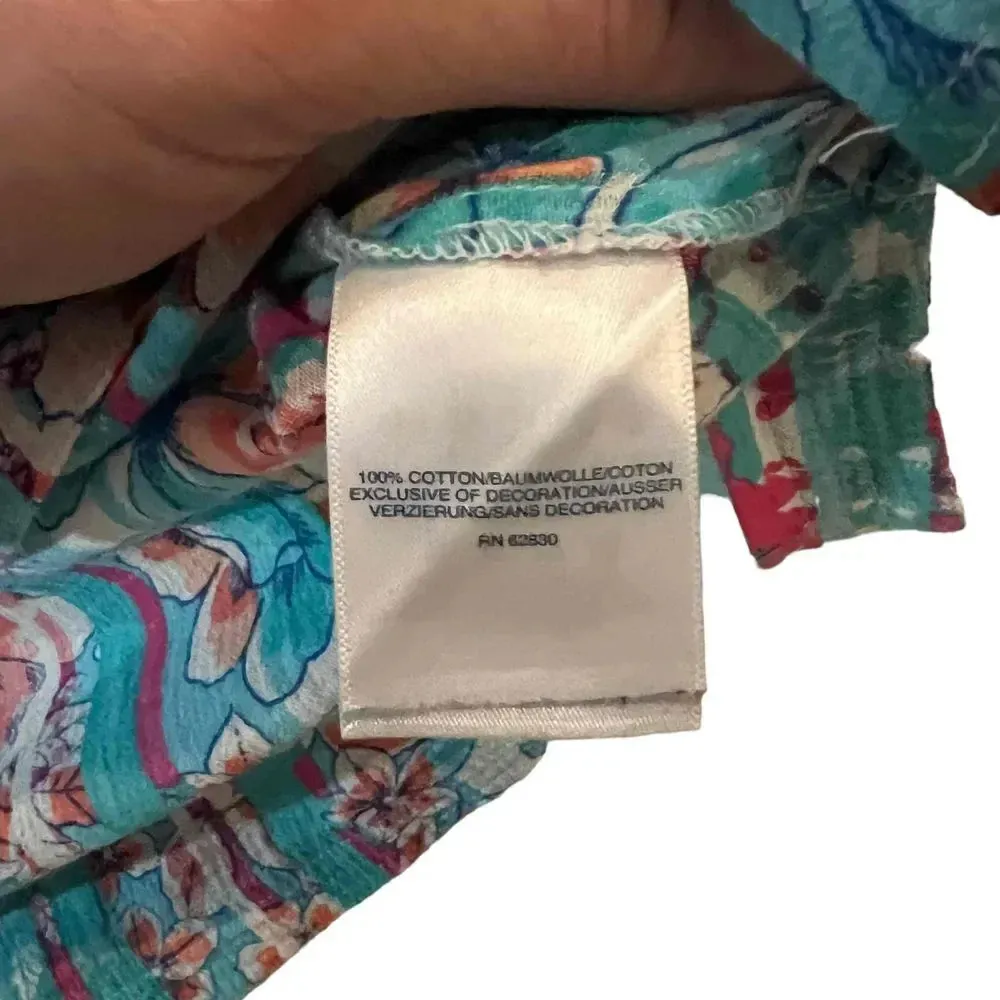 100% COTTON/BAUMWOLLE/COTON
EXCLUSIVE OF DECORATION/AUSSER
VERZIERUNG/SANS DECORATION
RN 62830